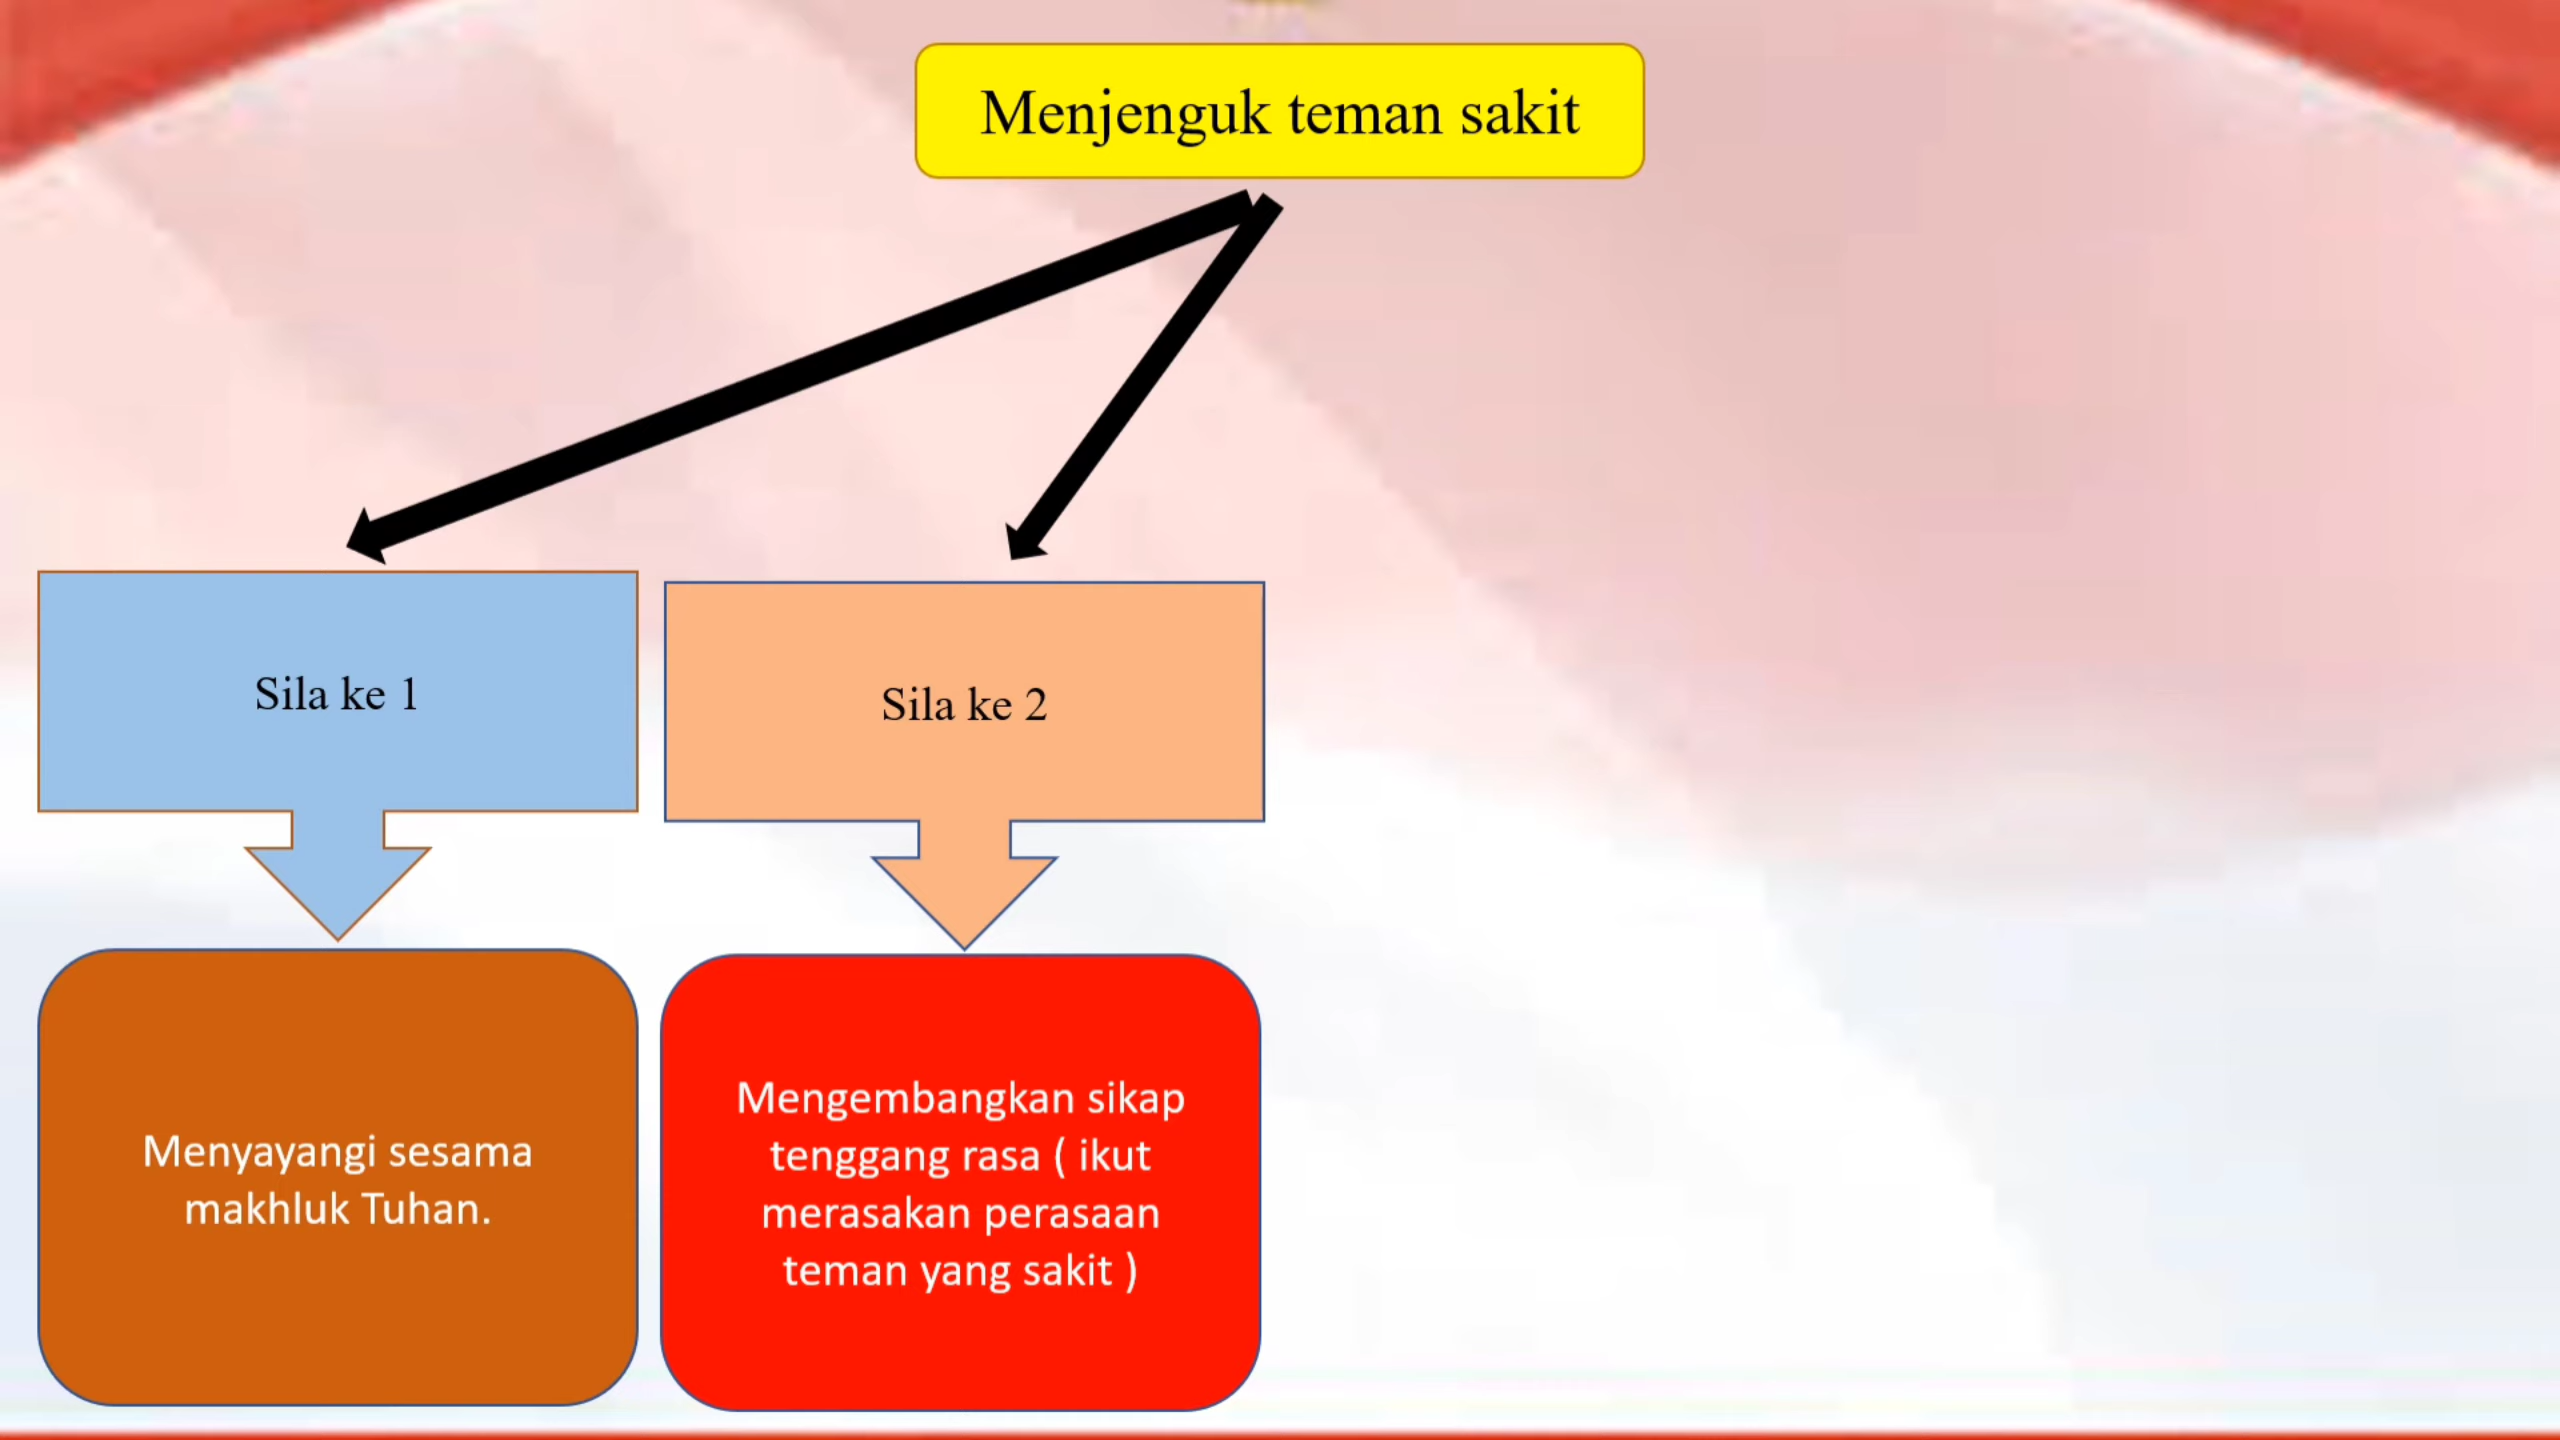 Menjenguk teman sakit
Sila ke 1
Sila ke 2
Menyayangi sesama
makhluk Tuhan.
Mengembangkan sikap
tenggang rasa ( ikut
merasakan perasaan
teman yang sakit )